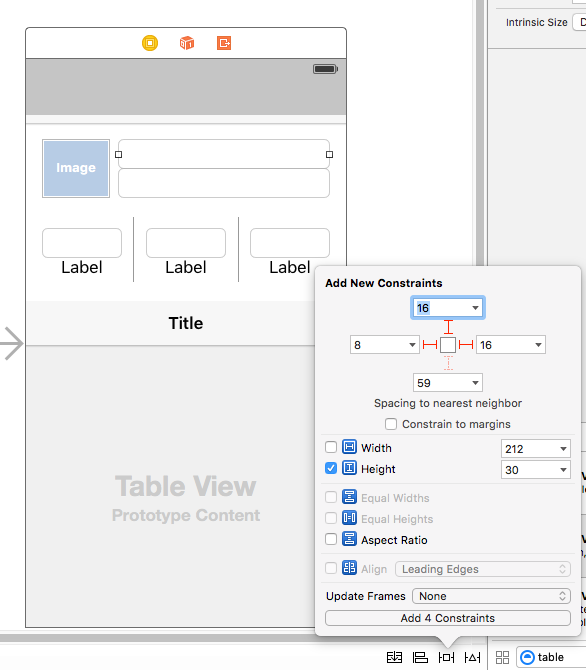 Intrinsic Size
Image
Label
Label
Label
Title
Table View
Prototype Content
Add New Constraints
16
8
16
59
Spacing to nearest neighbor
Constrain to margins
Width
212
Height
30
Equal Widths
Equal Heights
Aspect Ratio
Align
Leading Edges
Update Frames
None
Add 4 Constraints
table